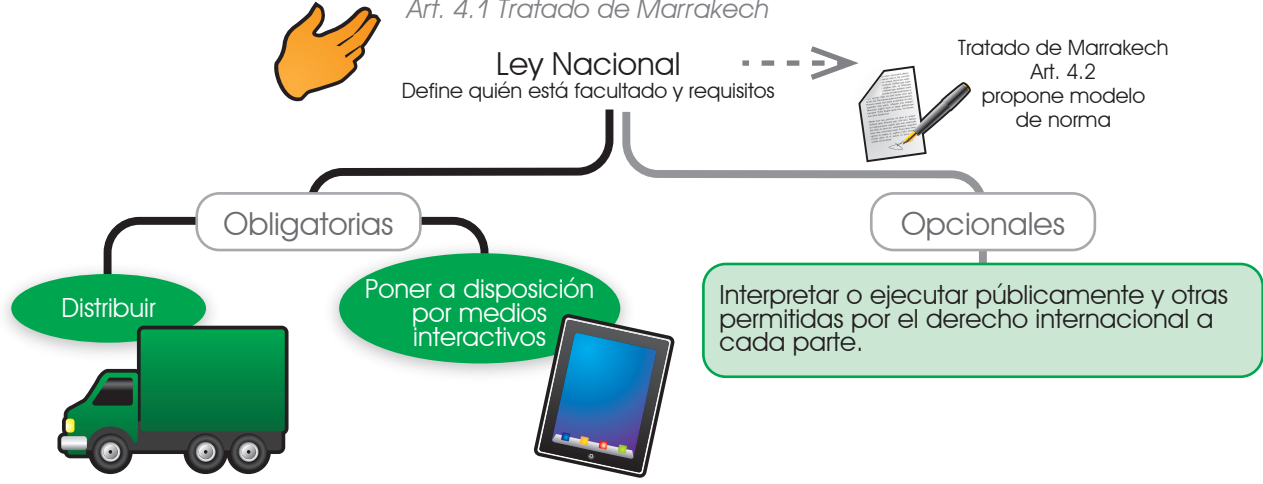 Art. 4.1 Tratado de Marrakech
Ley Nacional
Define quién está facultado y requisitos
Tratado de Marrakech
Art. 4.2
propone modelo
de norma
Obligatorias
Opcionales
Distribuir
Poner a disposición
por medios
interactivos
Interpretar o ejecutar públicamente y otras
permitidas por el derecho internacional a
cada parte.